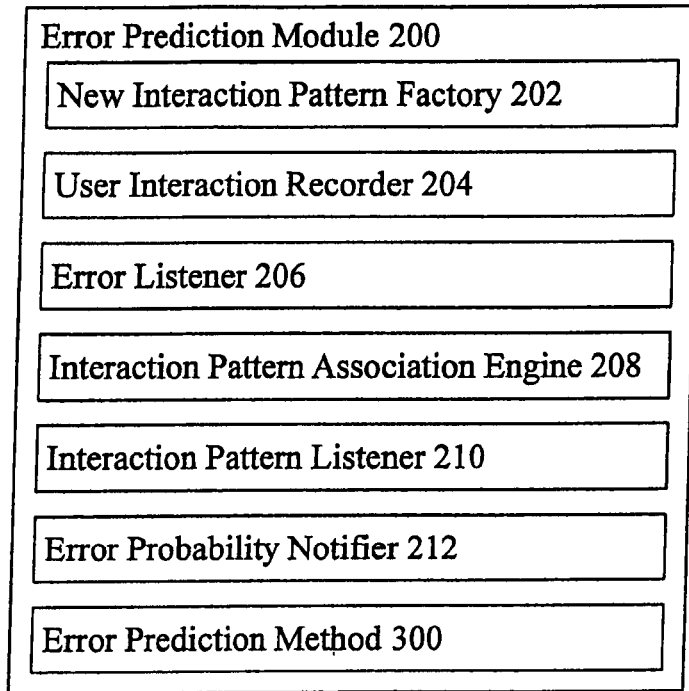 Error Prediction Module 200
New Interaction Pattern Factory 202
User Interaction Recorder 204
Error Listener 206
Interaction Pattern Association Engine 208
Interaction Pattern Listener 210
Error Probability Notifier 212
Error Prediction Method 300